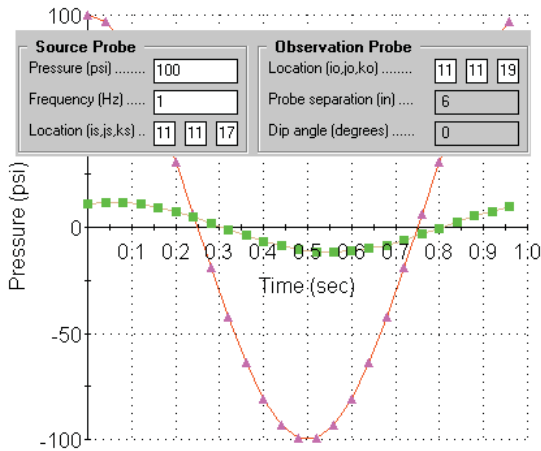 100
Source Probe
Pressure (psi) ........ 100
Frequency (Hz) ..... 1
Location (is,js,ks) .. 11 11 17
Observation Probe
Location (io,jo,ko) ........ 11 11 19
Probe separation (in) .... 6
Dip angle (degrees) ...... 0
Pressure (psi)
0
0.1 0.2 0.3 0.4 0.5 0.6 0.7 0.8 0.9 1.0
Time (sec)
-50
-100